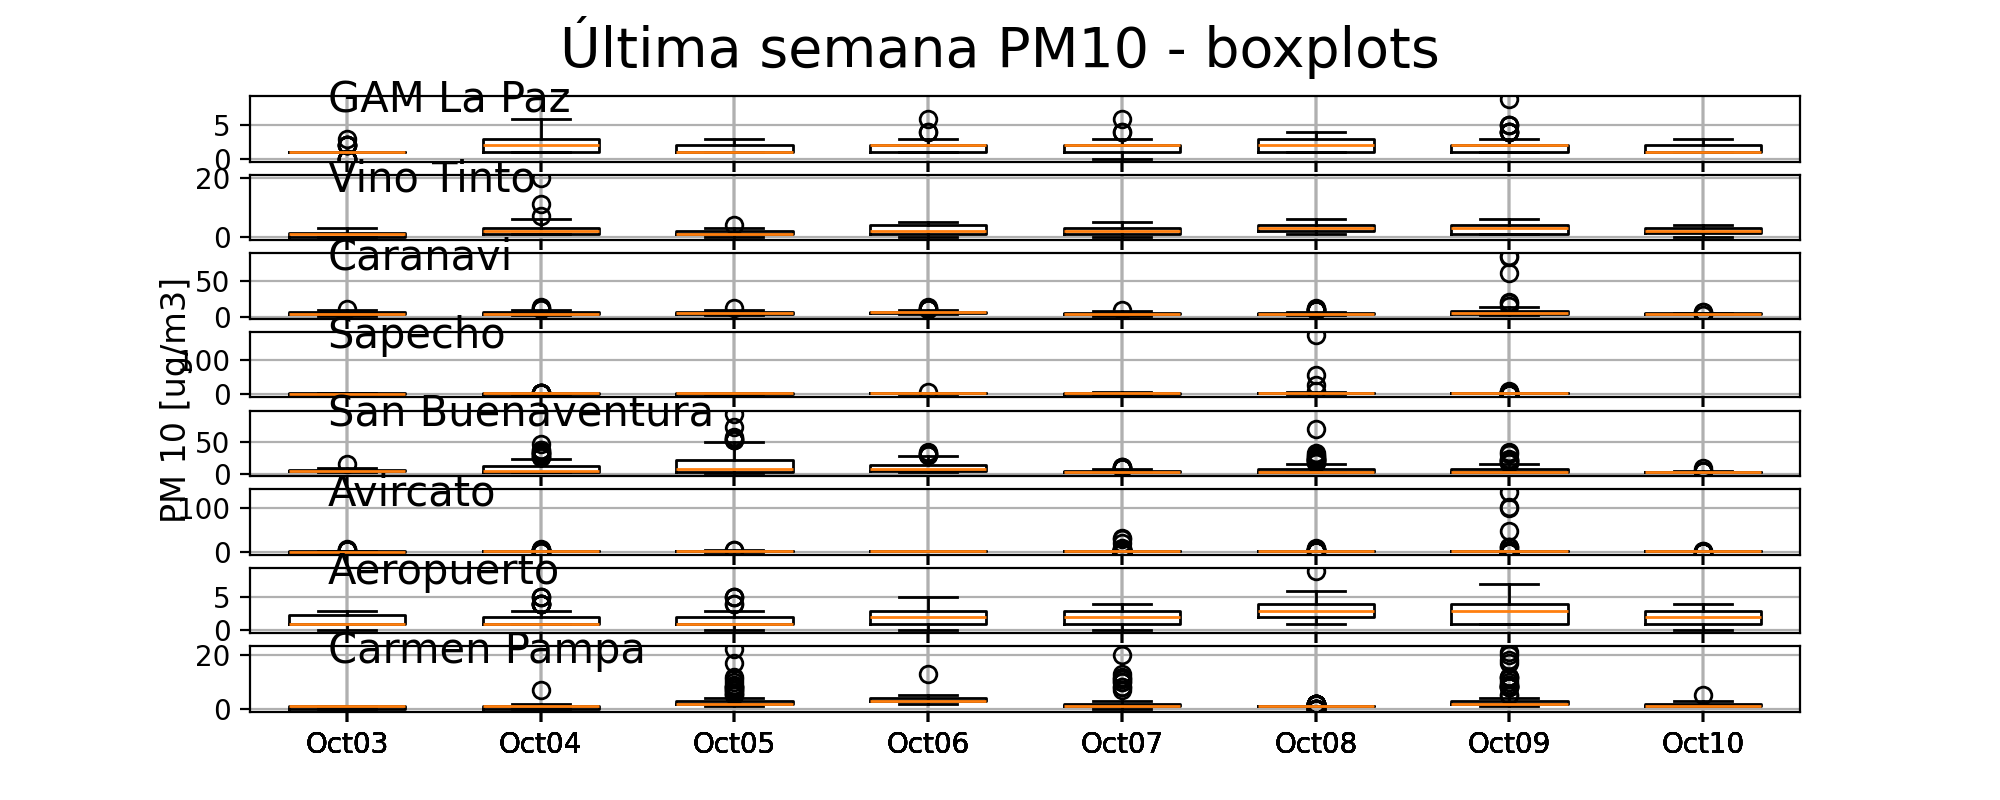 Última semana PM10 - boxplots
PM 10 [ug/m3]
GAM La Paz
5
0
Vino Tinto
20
0
Caranavi
50
0
Sapecho
100
0
San Buenaventura
50
0
Avircato
100
0
Aeropuerto
5
0
Carmen Pampa
20
0
Oct03 Oct04 Oct05 Oct06 Oct07 Oct08 Oct09 Oct10